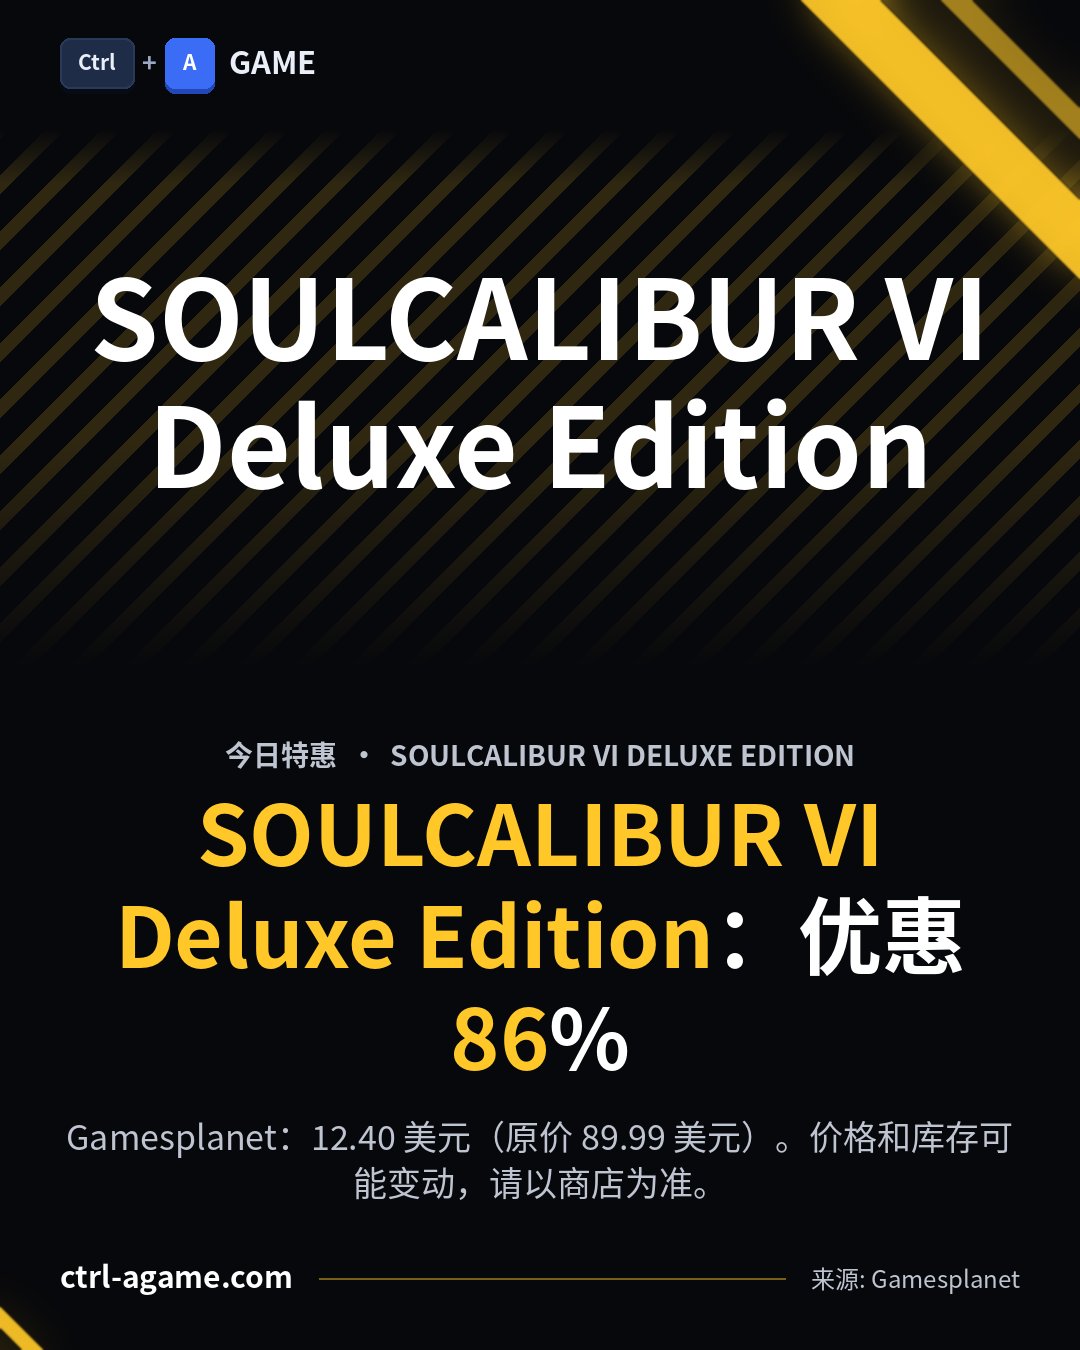 Ctrl + A GAME
SOULCALIBUR VI
Deluxe Edition
今日特惠 • SOULCALIBUR VI DELUXE EDITION
SOULCALIBUR VI
Deluxe Edition：优惠
86%
Gamesplanet：12.40 美元（原价 89.99 美元）。价格和库存可
能变动，请以商店为准。
ctrl-agame.com
来源: Gamesplanet